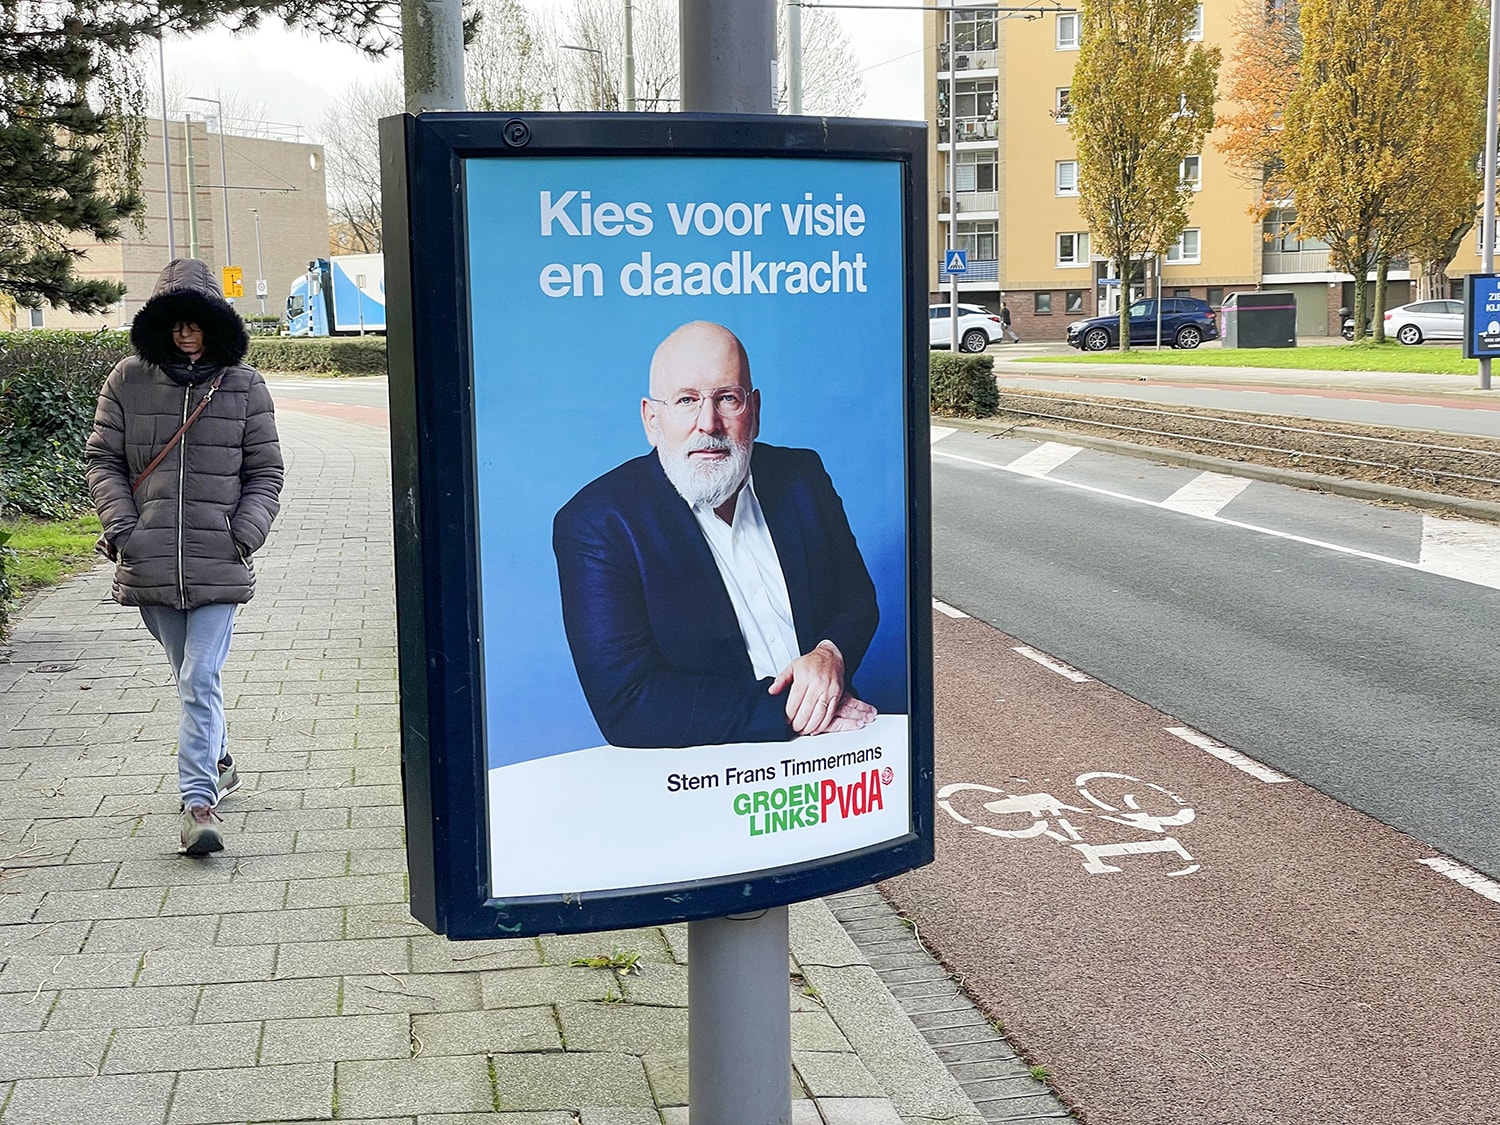 Kies voor visie
en daadkracht
Stem Frans Timmermans
GROEN
LINKS
PvdA
P